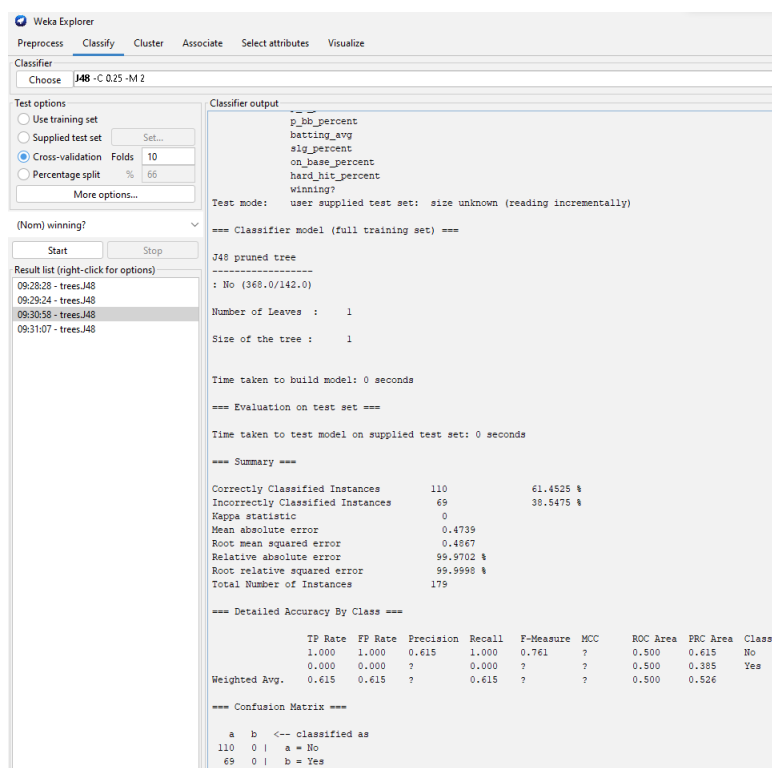 Weka Explorer
Preprocess Classify Cluster Associate Select attributes Visualize
Classifier
Choose J48 -C 0.25 -M 2
Test options
Use training set
Supplied test set Set...
Cross-validation Folds 10
Percentage split % 66
More options...
(Nom) winning?
Start Stop
Result list (right-click for options)
09:28:28 - trees.J48
09:29:24 - trees.J48
09:30:58 - trees.J48
09:31:07 - trees.J48
Classifier output
p_bb_percent
batting_avg
slg_percent
on_base_percent
hard_hit_percent
winning?
Test mode: user supplied test set: size unknown (reading incrementally)
=== Classifier model (full training set) ===
J48 pruned tree
------------------
: No (368.0/142.0)
Number of Leaves : 1
Size of the tree : 1
Time taken to build model: 0 seconds
=== Evaluation on test set ===
Time taken to test model on supplied test set: 0 seconds
=== Summary ===
Correctly Classified Instances 110 61.4525 %
Incorrectly Classified Instances 69 38.5475 %
Kappa statistic 0
Mean absolute error 0.4739
Root mean squared error 0.4867
Relative absolute error 99.9702 %
Root relative squared error 99.9998 %
Total Number of Instances 179
=== Detailed Accuracy By Class ===
TP Rate FP Rate Precision Recall F-Measure MCC ROC Area PRC Area Class
1.000 1.000 0.615 1.000 0.761 ? 0.500 0.615 No
0.000 0.000 ? 0.000 ? ? 0.500 0.385 Yes
Weighted Avg. 0.615 0.615 ? 0.615 ? ? 0.500 0.526
=== Confusion Matrix ===
a b <-- classified as
110 0 | a = No
69 0 | b = Yes